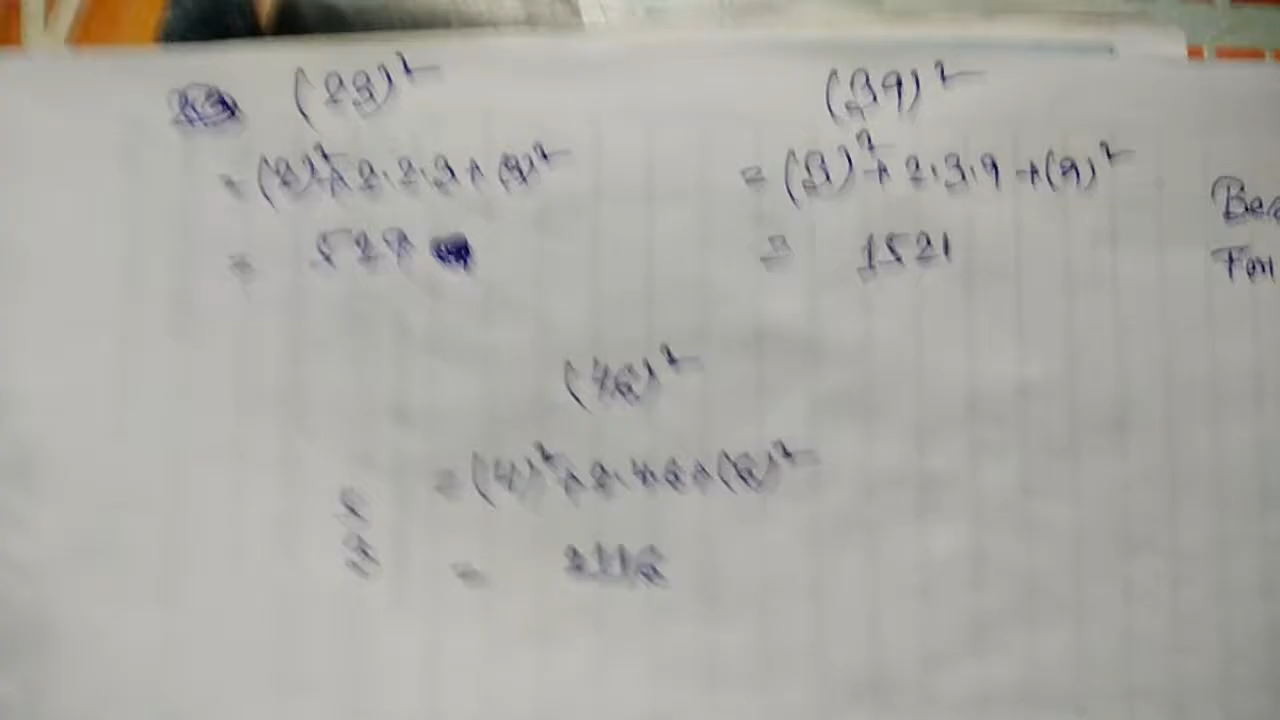 (23)²
= (2)² + 2.2.3 + (3)²
= 529
(39)²
= (3)² + 2.3.9 + (9)²
= 1521
(46)²
= (4)² + 2.4.6 + (6)²
= 2116